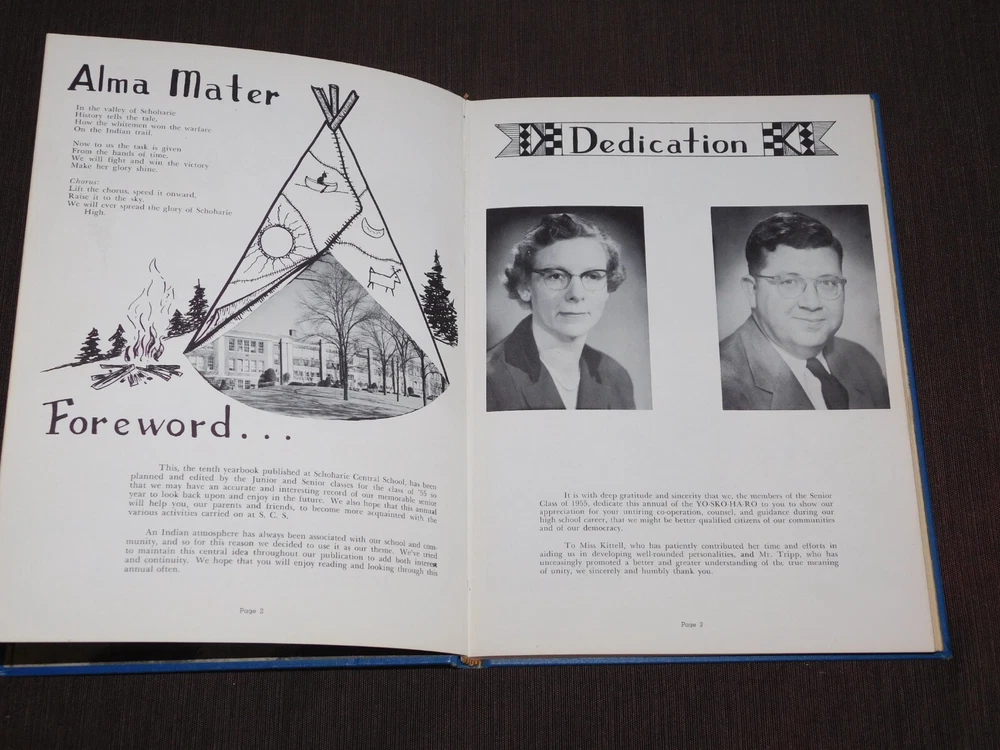 Alma Mater
In the valley of Schoharie
History tells the tale,
How the whitemen won the warfare
On the Indian trail.
Now to us the task is given
From the hands of time,
We will fight and win the victory
Make her glory shine.
Chorus:
Lift the chorus, speed it onward,
Raise it to the sky,
We will ever spread the glory of Schoharie
High.
Foreword...
This, the tenth yearbook published at Schoharie Central School, has been
planned and edited by the Junior and Senior classes for the class of '55 so
that we may have an accurate and interesting record of our memorable senior
year to look back upon and enjoy in the future. We also hope that this annual
will help you, our parents and friends, to become more acquainted with the
various activities carried on at S. C. S.
An Indian atmosphere has always been associated with our school and com-
munity, and so for this reason we decided to use it as our theme. We've tried
to maintain this central idea throughout our publication to add both interest
and continuity. We hope that you will enjoy reading and looking through this
annual often.
Page 2
Dedication
It is with deep gratitude and sincerity that we, the members of the Senior
Class of 1955, dedicate this annual of the YO-SKO-HA-RO to you to show our
appreciation for your untiring co-operation, counsel, and guidance during our
high school career, that we might be better qualified citizens of our communities
and of our democracy.
To Miss Kittell, who has patiently contributed her time and efforts in
aiding us in developing well-rounded personalities, and Mr. Tripp, who has
unceasingly promoted a better and greater understanding of the true meaning
of unity, we sincerely and humbly thank you.
Page 3